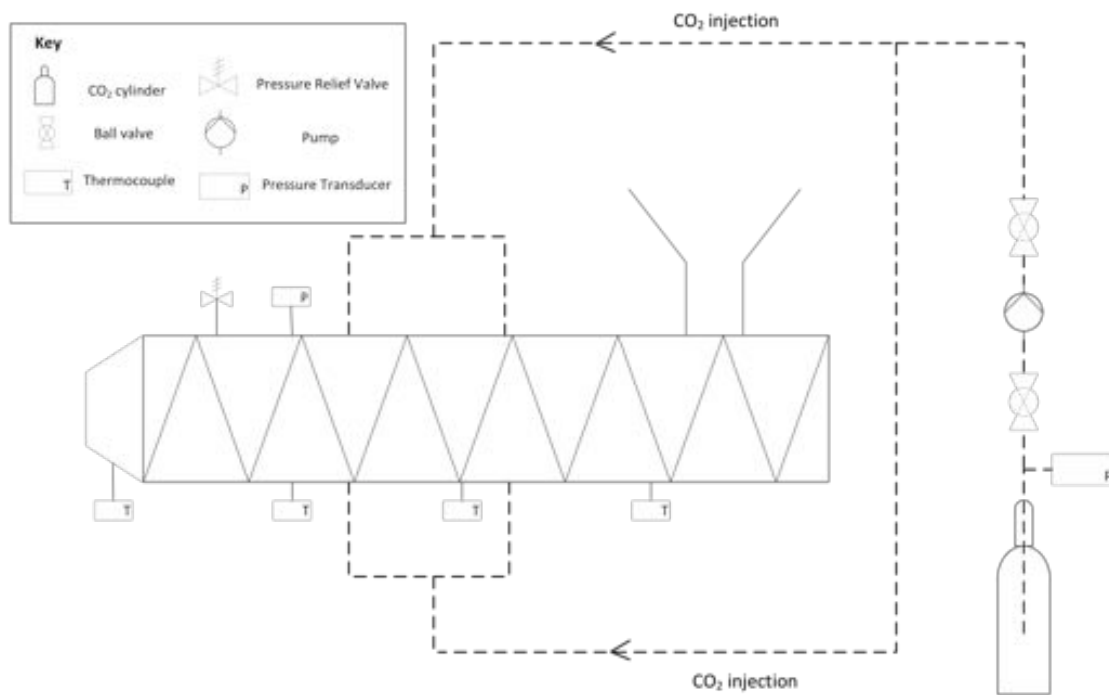 CO₂ injection
Key
CO₂ cylinder
Pressure Relief Valve
Ball valve
Pump
T
Thermocouple
P
Pressure Transducer
P
P
T
T
T
T
CO₂ injection